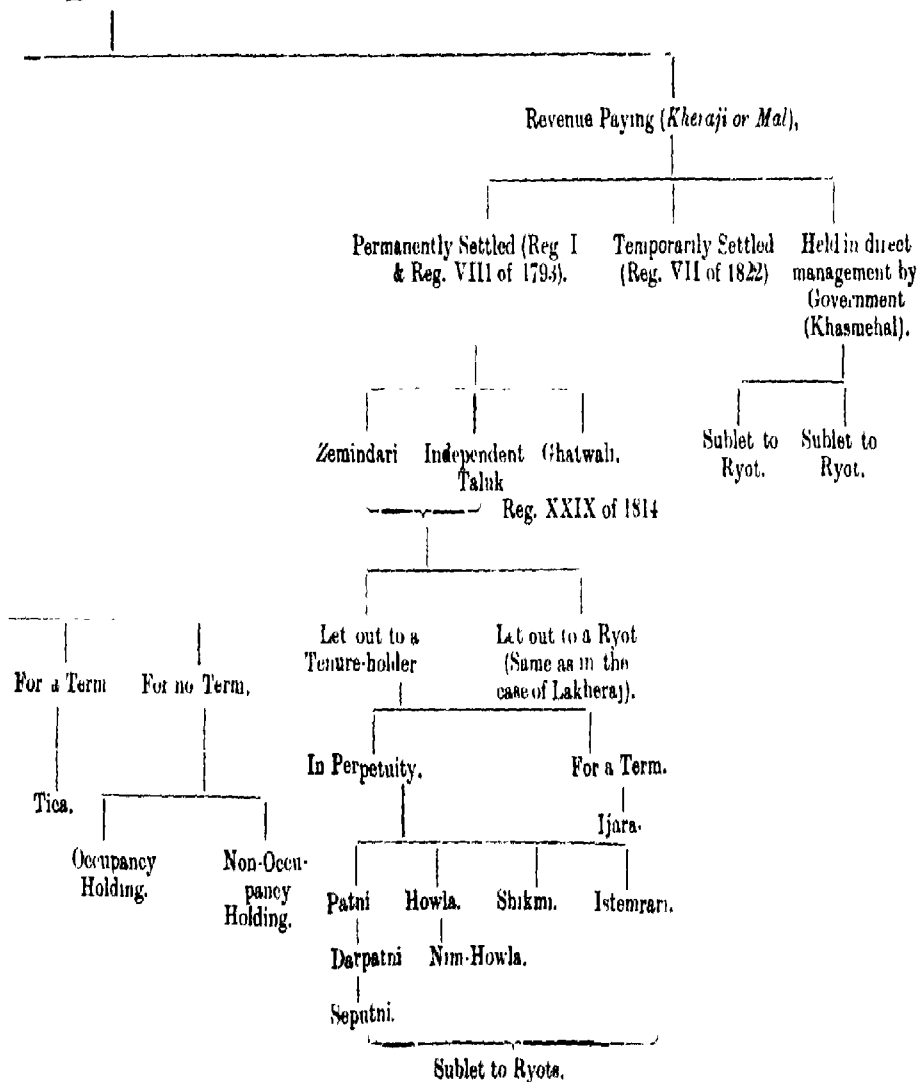 Revenue Paying (Kheraji or Mal),
Permanently Settled (Reg I
& Reg. VIII of 1793).
Temporarily Settled
(Reg. VII of 1822)
Held in direct
management by
Government
(Khasmehal).
Zemindari
Independent
Taluk
Ghatwali.
Sublet to
Ryot.
Sublet to
Ryot.
Reg. XXIX of 1814
Let out to a
Tenure-holder
Let out to a Ryot
(Same as in the
case of Lakheraj).
For a Term
For no Term.
In Perpetuity.
For a Term.
Tica.
Ijara.
Occupancy
Holding.
Non-Occu-
pancy
Holding.
Patni
Howla.
Shikmi.
Istemrari.
Darpatni
Nim-Howla.
Seputni.
Sublet to Ryots.